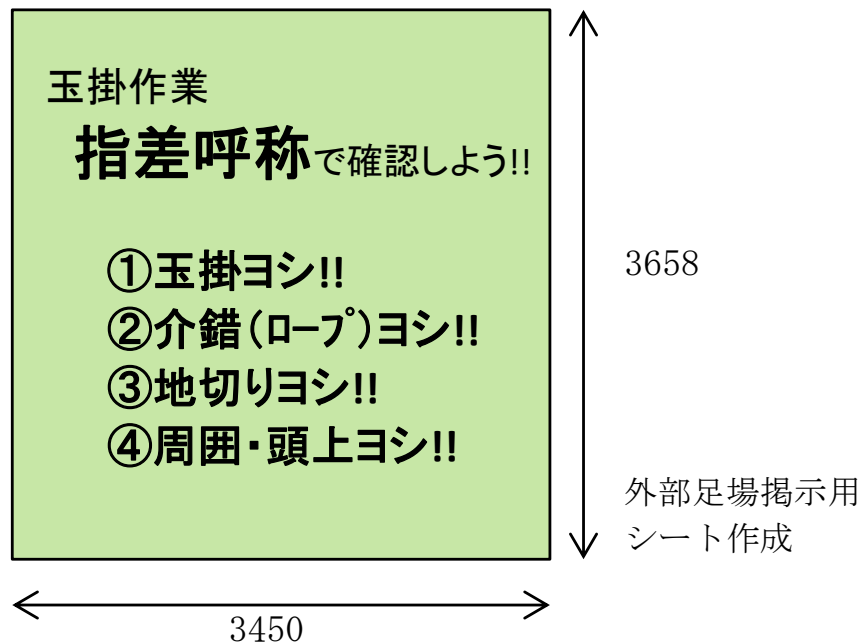 玉掛作業
指差呼称で確認しよう!!
①玉掛ヨシ!!
②介錯(ロープ)ヨシ!!
③地切りヨシ!!
④周囲・頭上ヨシ!!
3658
外部足場掲示用
シート作成
3450